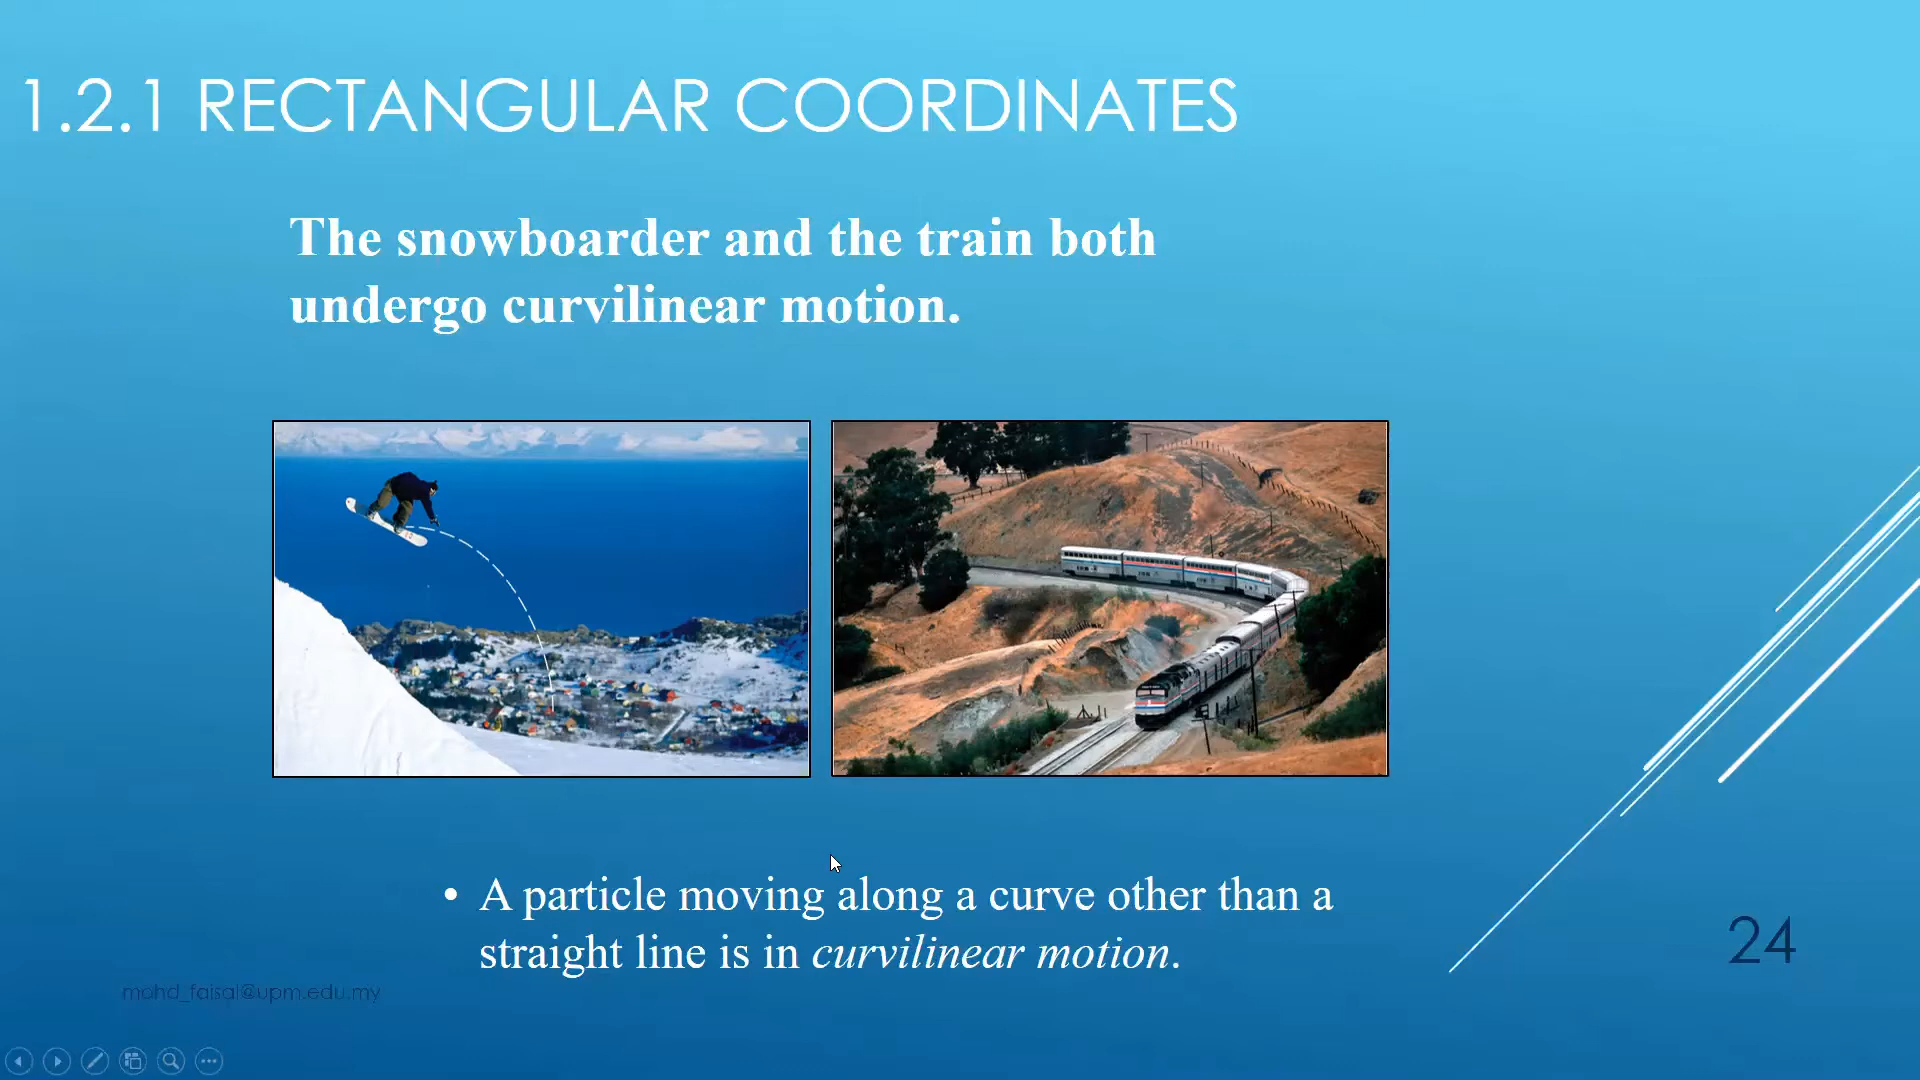 1.2.1 RECTANGULAR COORDINATES
The snowboarder and the train both
undergo curvilinear motion.
• A particle moving along a curve other than a
straight line is in curvilinear motion.
24
mohd_faisal@upm.edu.my